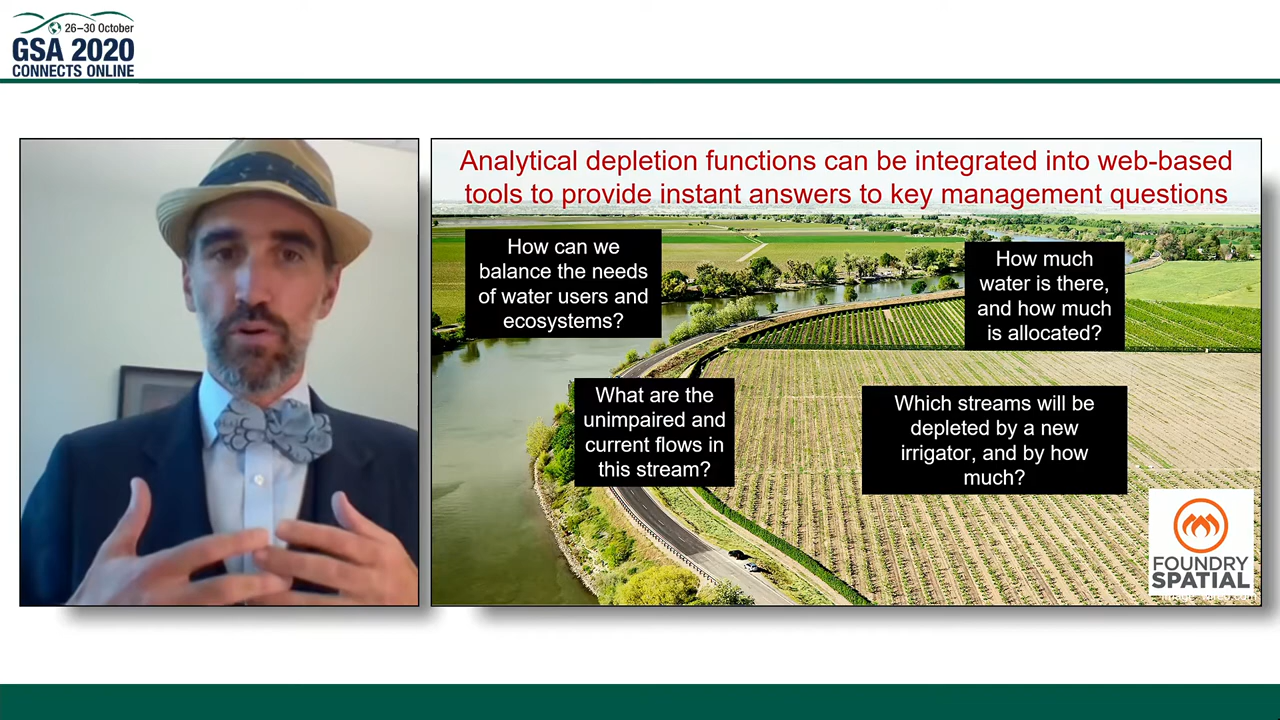 26–30 October
GSA 2020
CONNECTS ONLINE
Analytical depletion functions can be integrated into web-based
tools to provide instant answers to key management questions
How can we
balance the needs
of water users and
ecosystems?
How much
water is there,
and how much
is allocated?
What are the
unimpaired and
current flows in
this stream?
Which streams will be
depleted by a new
irrigator, and by how
much?
FOUNDRY
SPATIAL